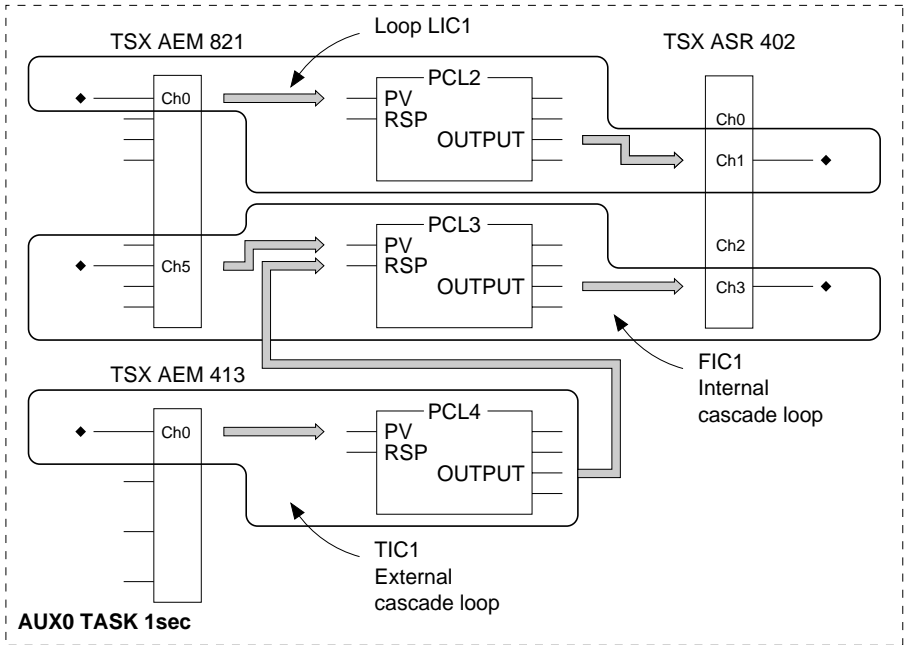 Loop LIC1
TSX AEM 821
TSX ASR 402
Ch0
PCL2
PV
RSP
OUTPUT
Ch0
Ch1
Ch5
PCL3
PV
RSP
OUTPUT
Ch2
Ch3
FIC1
Internal
cascade loop
TSX AEM 413
Ch0
PCL4
PV
RSP
OUTPUT
TIC1
External
cascade loop
AUX0 TASK 1sec